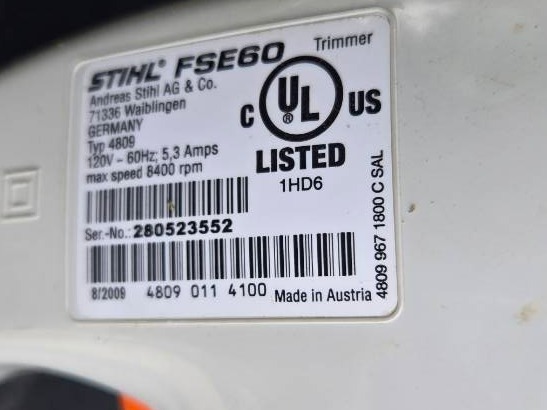 STIHL FSE60 Trimmer
Andreas Stihl AG & Co.
71336 Waiblingen
GERMANY
Typ 4809
120V - 60Hz; 5,3 Amps
max speed 8400 rpm
C UL US
®
LISTED
1HD6
Ser.-No.: 280523552
8/2009 4809 011 4100 Made in Austria
4809 967 1800 C SAL